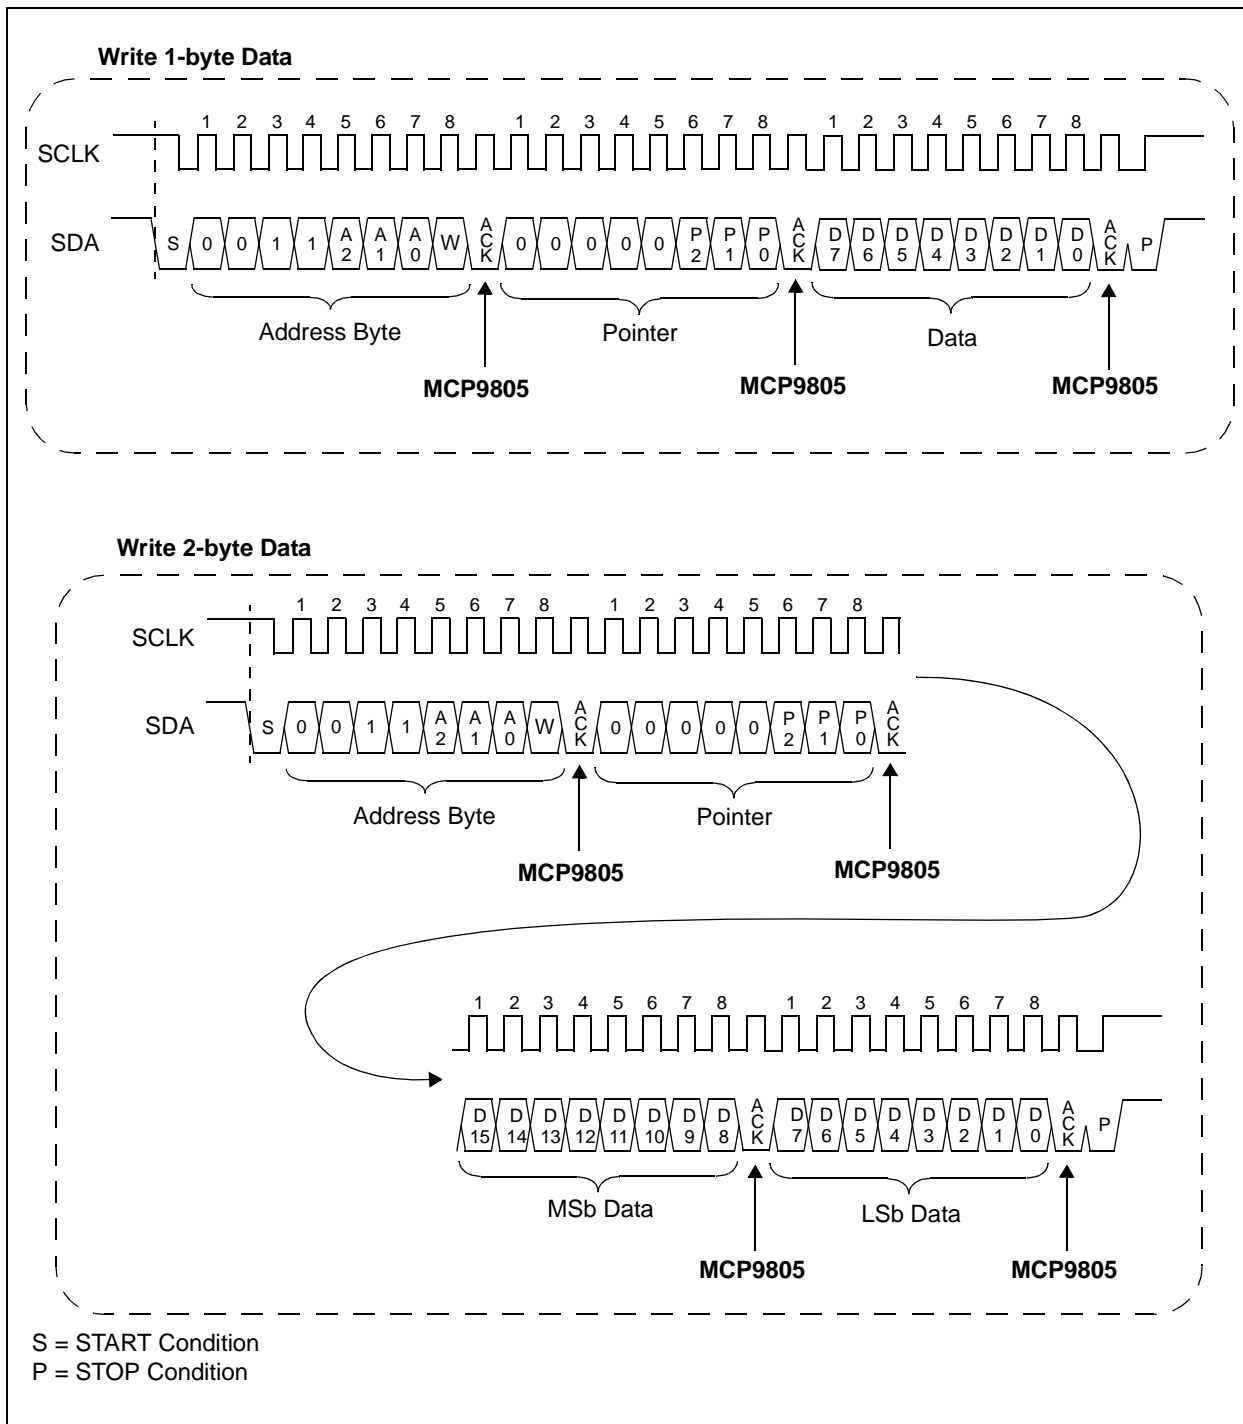 Write 1-byte Data
1 2 3 4 5 6 7 8 1 2 3 4 5 6 7 8 1 2 3 4 5 6 7 8
SCLK
SDA S 0 0 1 1 A2 A1 A0 W ACK 0 0 0 0 0 P2 P1 P0 ACK D7 D6 D5 D4 D3 D2 D1 D0 ACK P
Address Byte Pointer Data
MCP9805 MCP9805 MCP9805
Write 2-byte Data
1 2 3 4 5 6 7 8 1 2 3 4 5 6 7 8
SCLK
SDA S 0 0 1 1 A2 A1 A0 W ACK 0 0 0 0 0 P2 P1 P0 ACK
Address Byte Pointer
MCP9805 MCP9805
1 2 3 4 5 6 7 8 1 2 3 4 5 6 7 8
D15 D14 D13 D12 D11 D10 D9 D8 ACK D7 D6 D5 D4 D3 D2 D1 D0 ACK P
MSb Data LSb Data
MCP9805 MCP9805
S = START Condition
P = STOP Condition